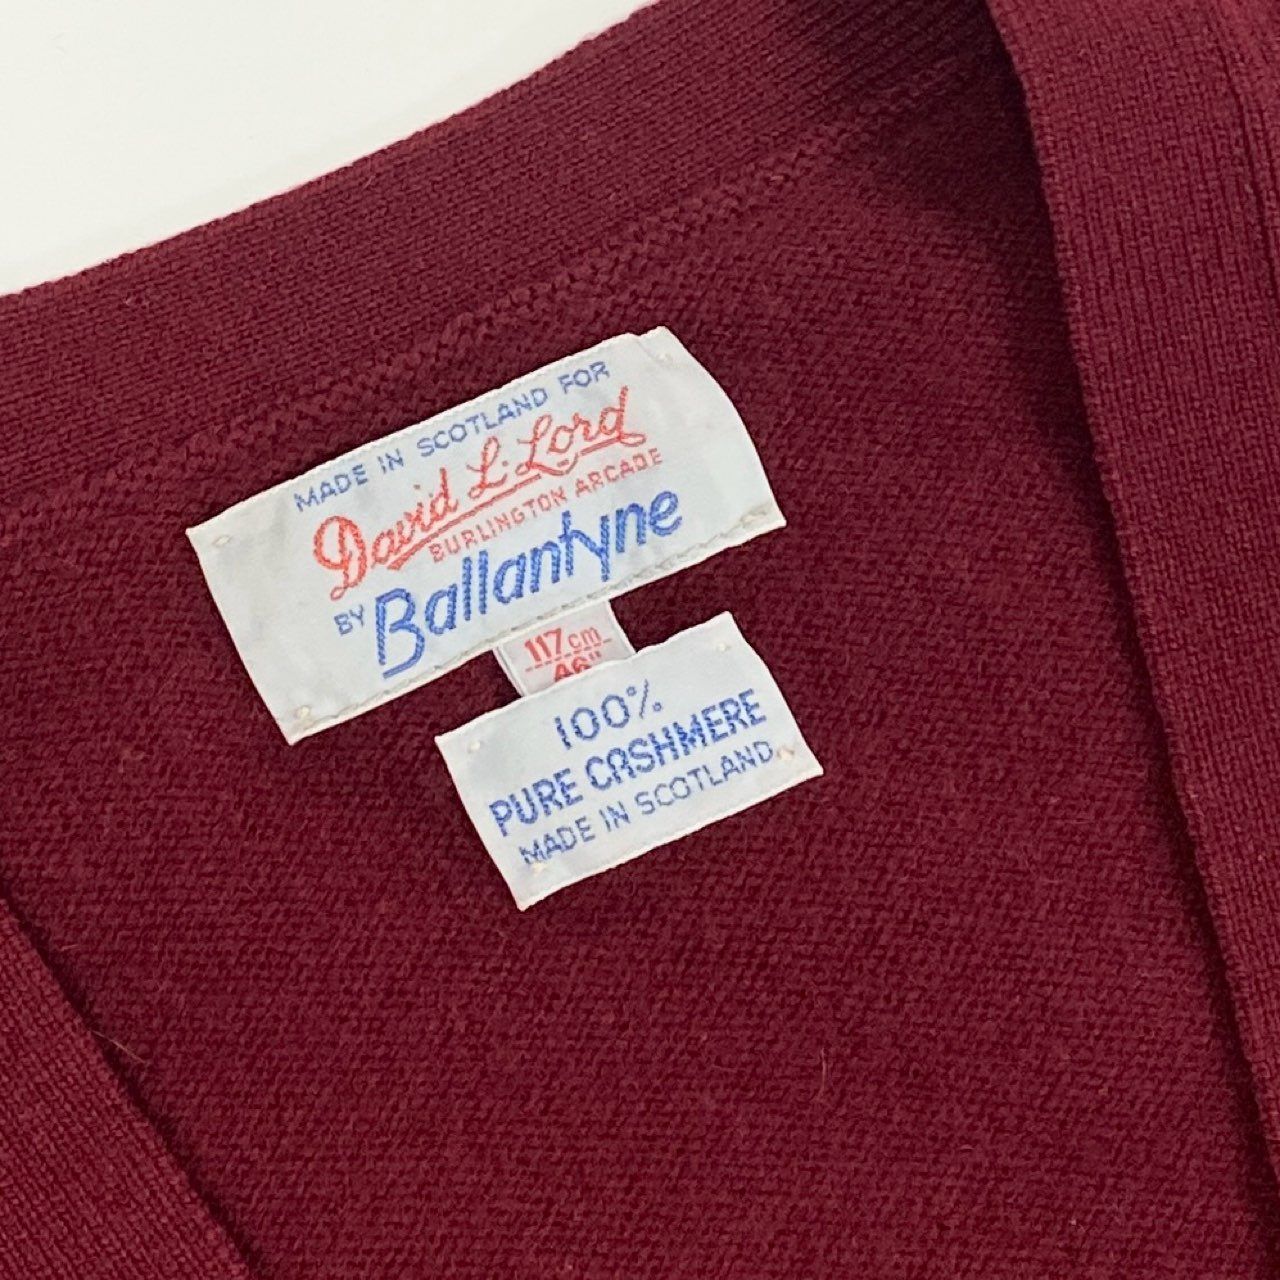 MADE IN SCOTLAND FOR
David L. Lord
BURLINGTON ARCADE
BY Ballantyne
117cm
46"
100%
PURE CASHMERE
MADE IN SCOTLAND